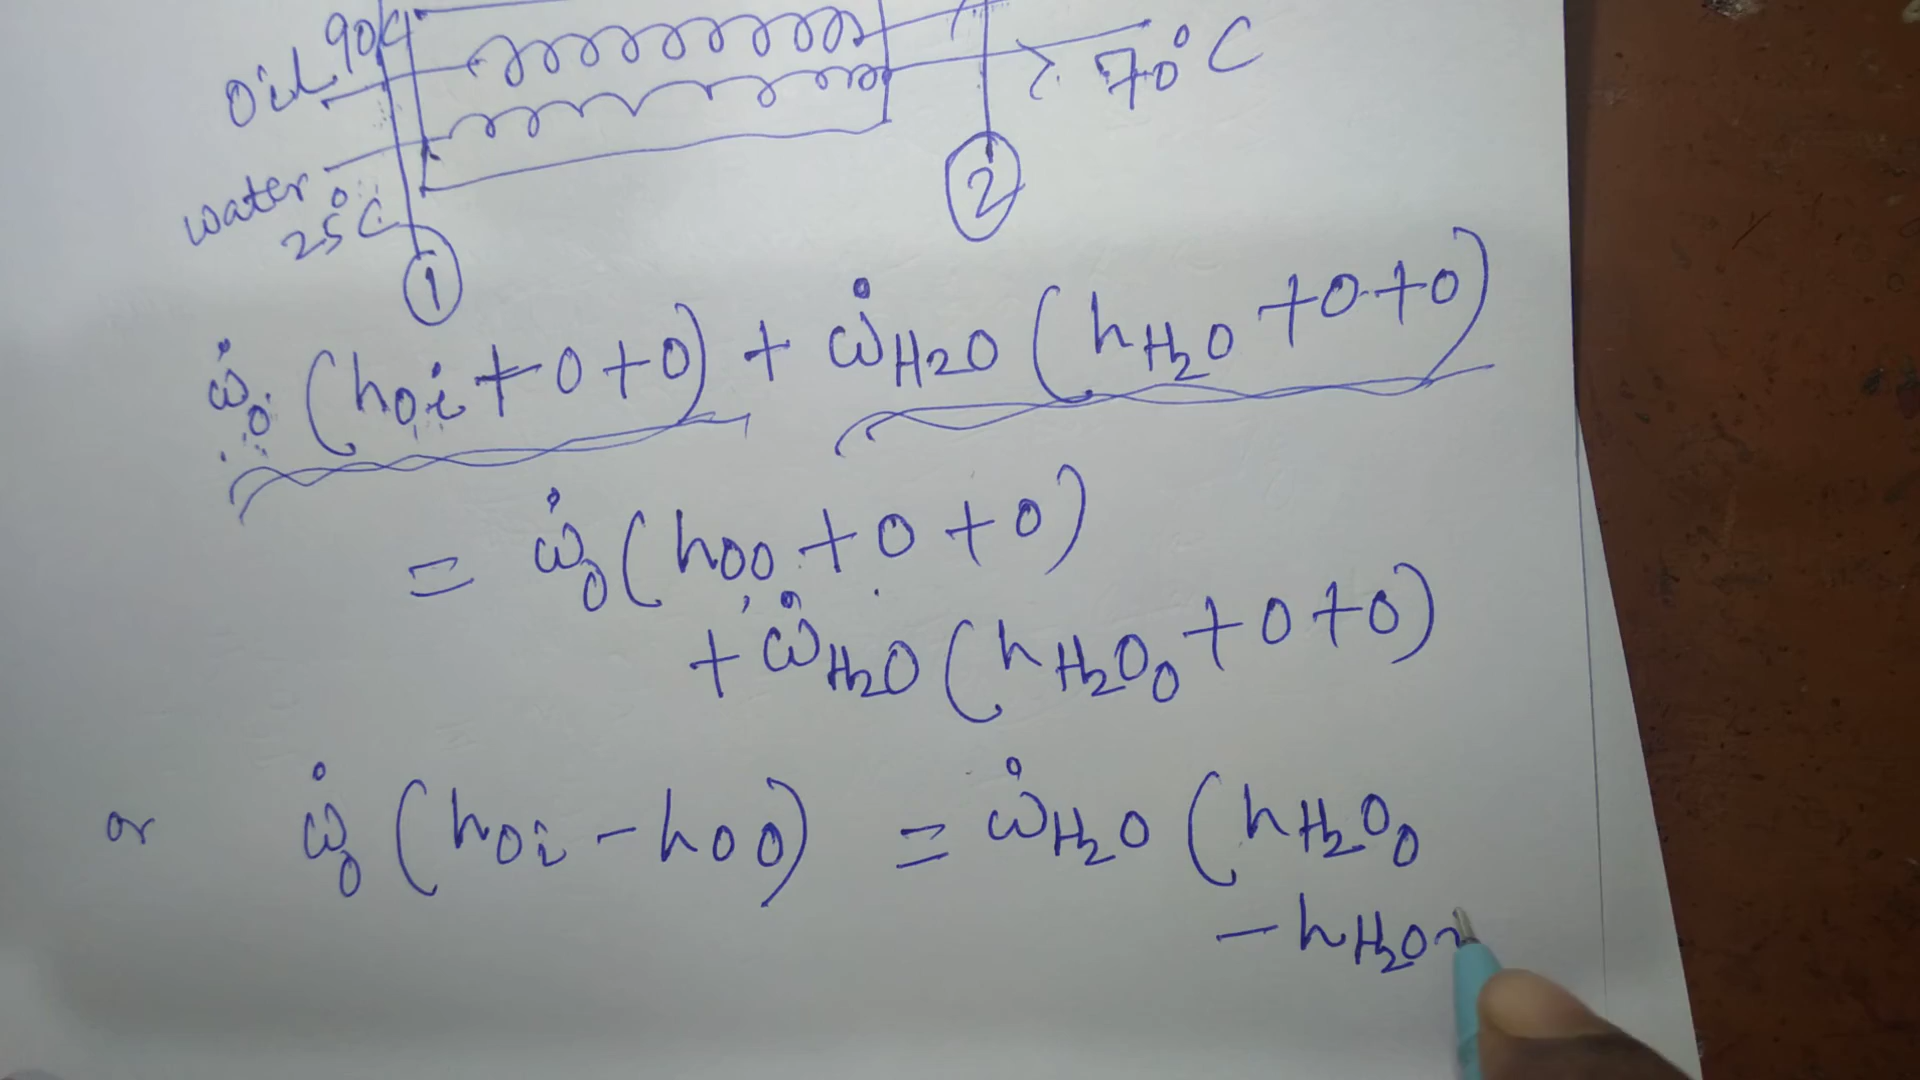 Oil 90°C
70°C
water
25°C
1
2
ẇo (hoi + 0 + 0) + ẇH2O (hH2O + 0 + 0)
= ẇo (hoo + 0 + 0)
+ ẇH2O (hH2Oo + 0 + 0)
or ẇo (hoi - hoo) = ẇH2O (hH2Oo
- hH2O